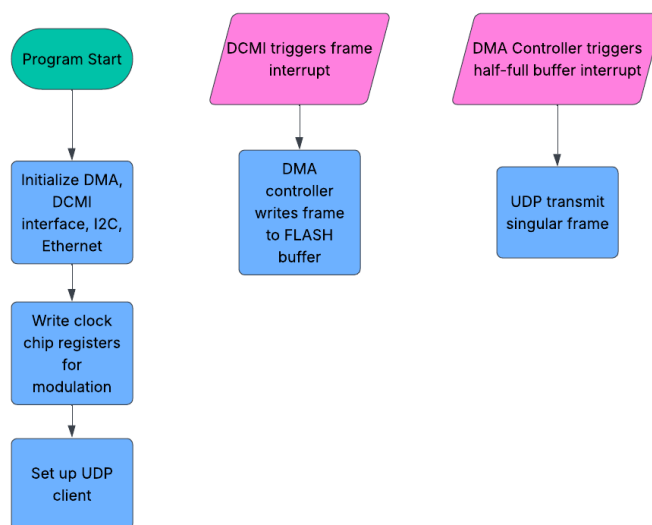 Program Start
Initialize DMA,
DCMI
interface, I2C,
Ethernet
Write clock
chip registers
for
modulation
Set up UDP
client
DCMI triggers frame
interrupt
DMA
controller
writes frame
to FLASH
buffer
DMA Controller triggers
half-full buffer interrupt
UDP transmit
singular frame